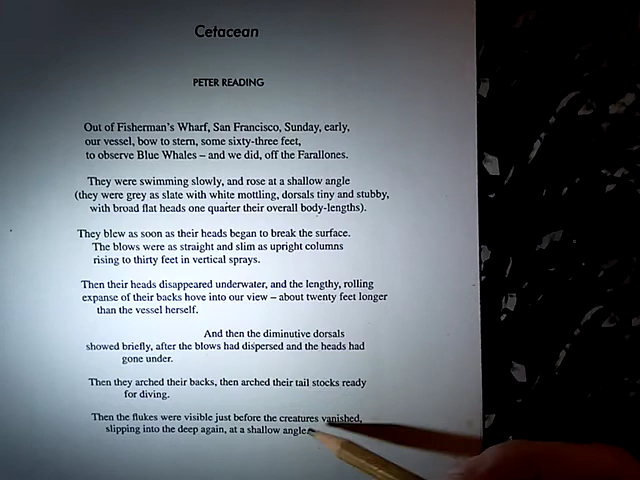 Cetacean
PETER READING
Out of Fisherman's Wharf, San Francisco, Sunday, early,
our vessel, bow to stern, some sixty-three feet,
to observe Blue Whales – and we did, off the Farallones.
They were swimming slowly, and rose at a shallow angle
(they were grey as slate with white mottling, dorsals tiny and stubby,
with broad flat heads one quarter their overall body-lengths).
They blew as soon as their heads began to break the surface.
The blows were as straight and slim as upright columns
rising to thirty feet in vertical sprays.
Then their heads disappeared underwater, and the lengthy, rolling
expanse of their backs hove into our view – about twenty feet longer
than the vessel herself.
And then the diminutive dorsals
showed briefly, after the blows had dispersed and the heads had
gone under.
Then they arched their backs, then arched their tail stocks ready
for diving.
Then the flukes were visible just before the creatures vanished,
slipping into the deep again, at a shallow angle.